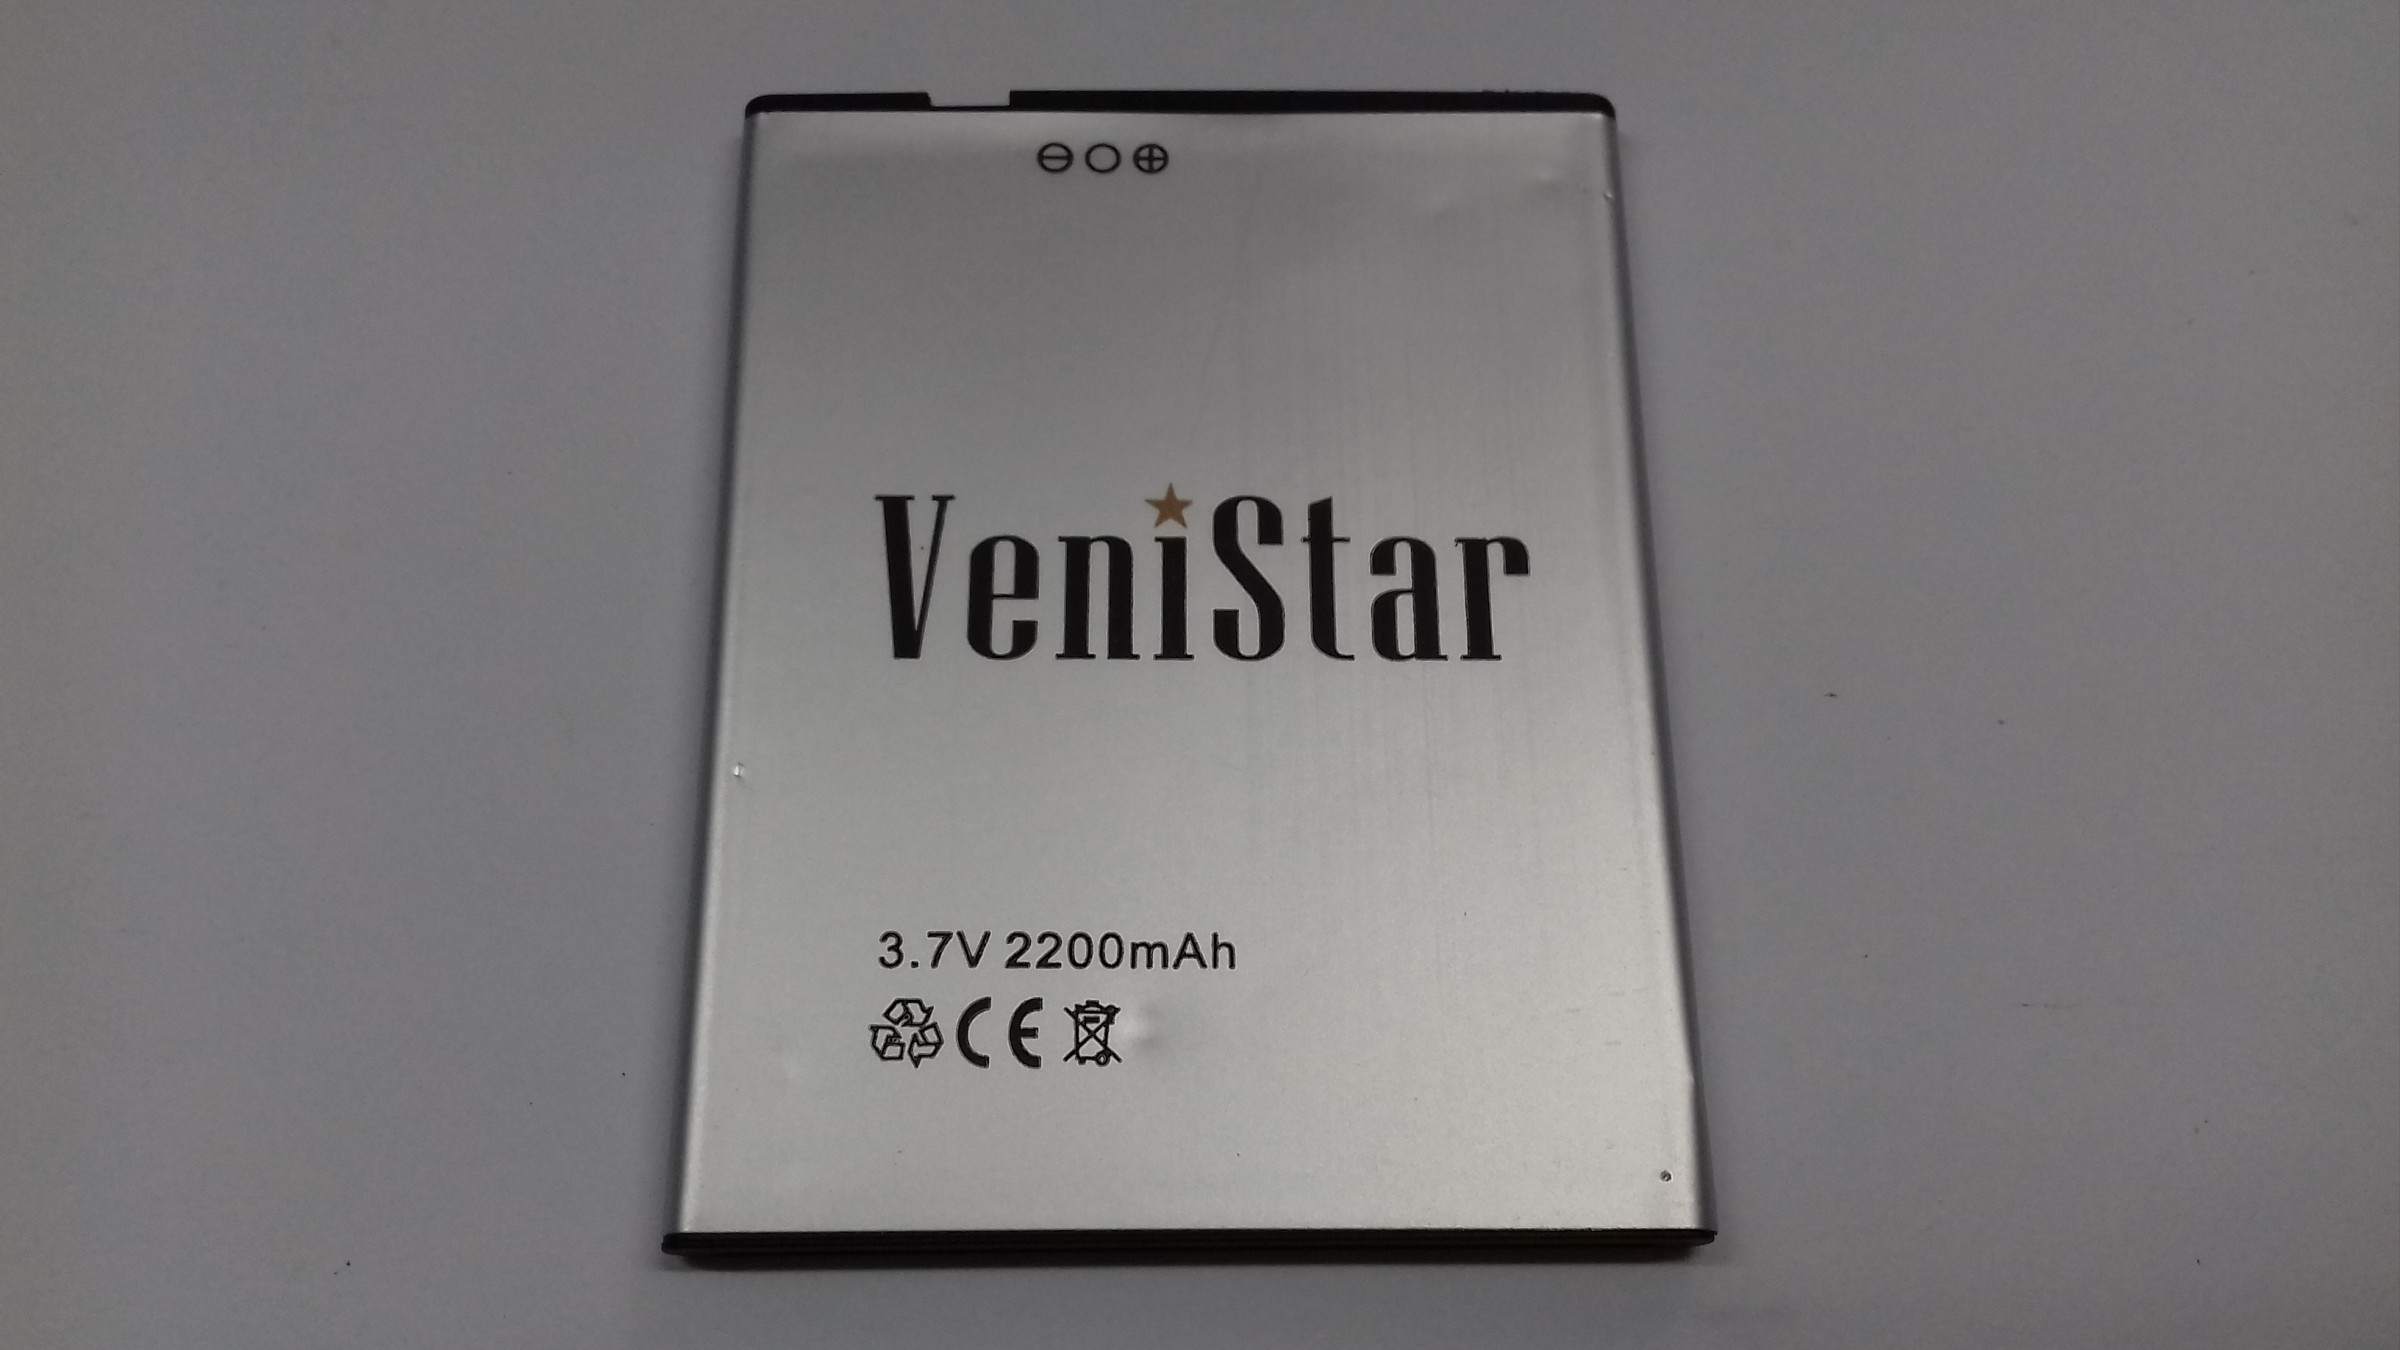 VeniStar
3.7V 2200mAh
CE